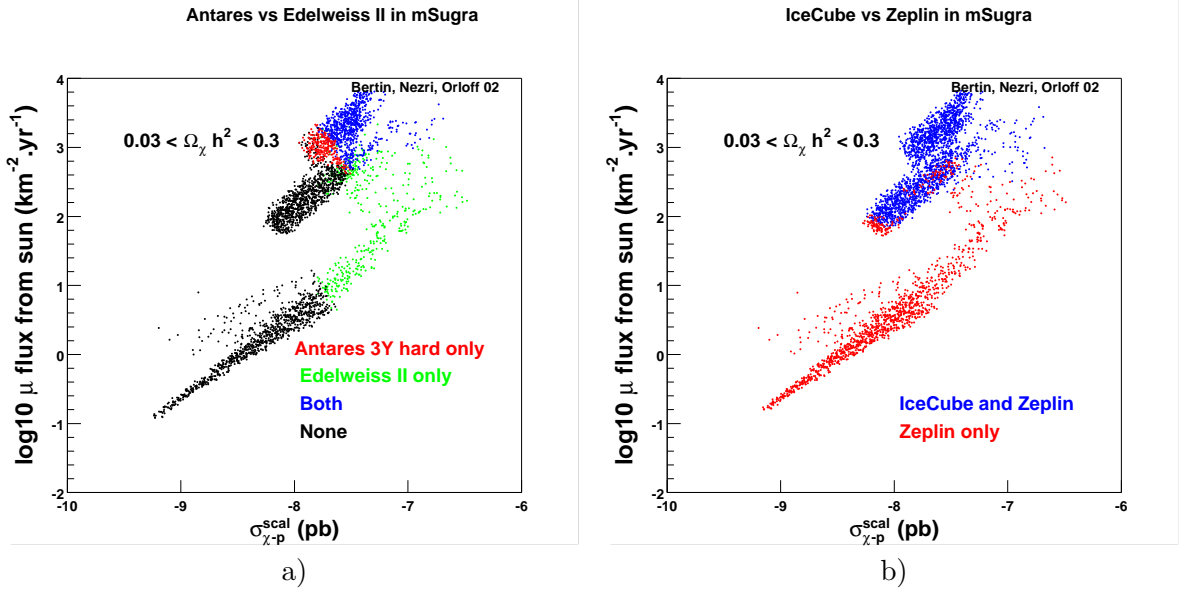 Antares vs Edelweiss II in mSugra
log10 μ flux from sun (km⁻².yr⁻¹)
4
3
2
1
0
-1
-2
Bertin, Nezri, Orloff 02
0.03 < Ωχ h² < 0.3
Antares 3Y hard only
Edelweiss II only
Both
None
-10 -9 -8 -7 -6
σχ-p^scal (pb)
a)
IceCube vs Zeplin in mSugra
log10 μ flux from sun (km⁻².yr⁻¹)
4
3
2
1
0
-1
-2
Bertin, Nezri, Orloff 02
0.03 < Ωχ h² < 0.3
IceCube and Zeplin
Zeplin only
-10 -9 -8 -7 -6
σχ-p^scal (pb)
b)